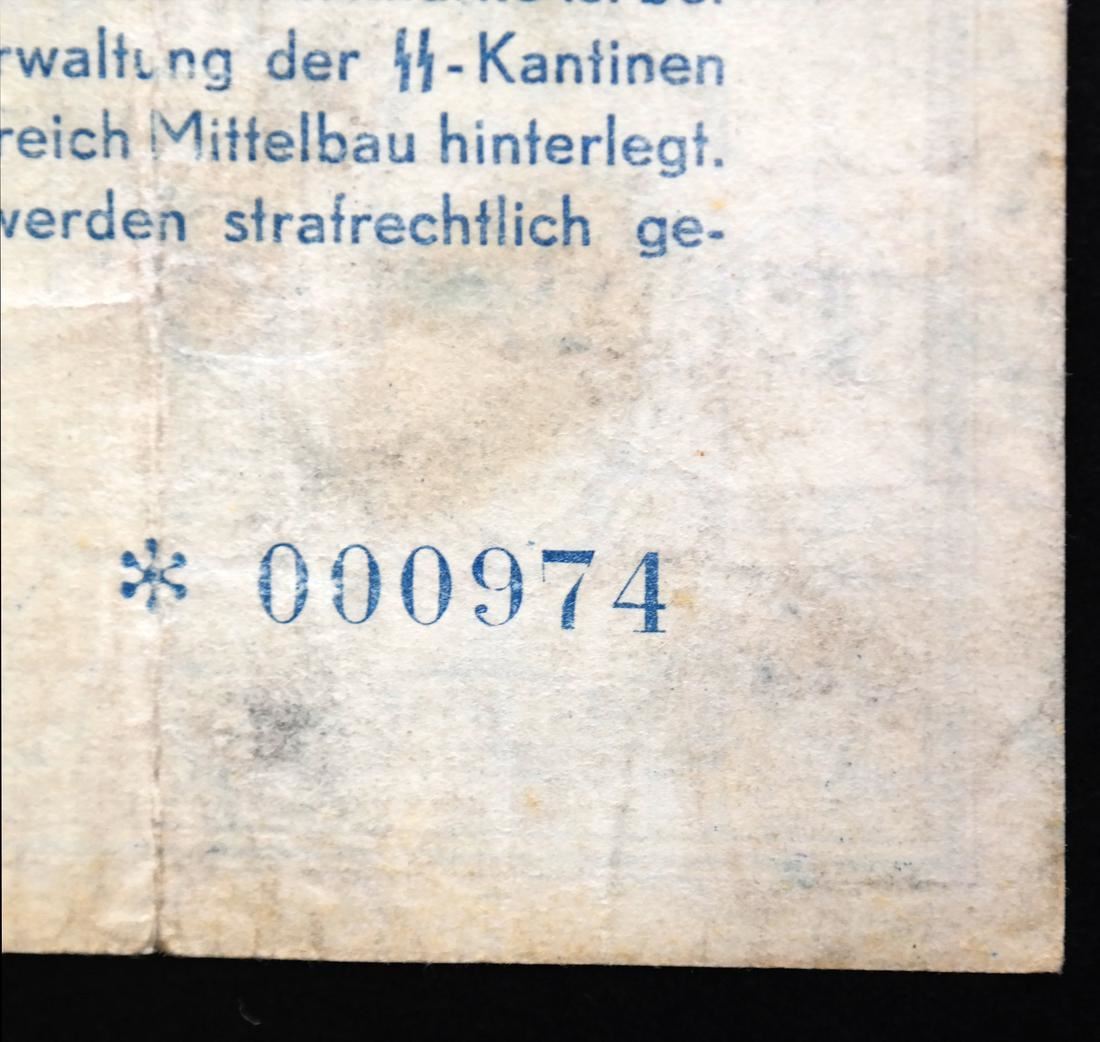 rwaltung der ᛋᛋ-Kantinen
reich Mittelbau hinterlegt.
werden strafrechtlich ge-
* 000974